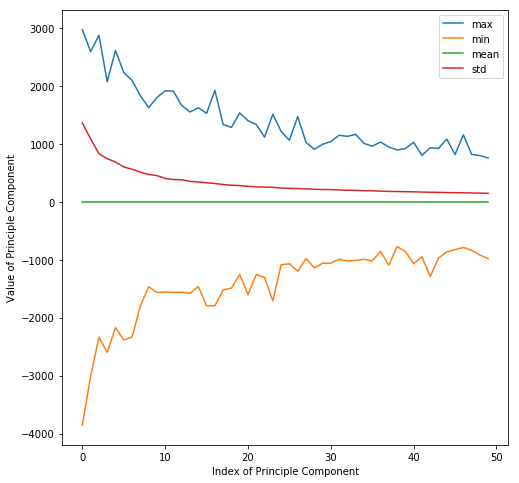 max
min
mean
std
3000
2000
1000
0
−1000
−2000
−3000
−4000
Value of Principle Component
0
10
20
30
40
50
Index of Principle Component